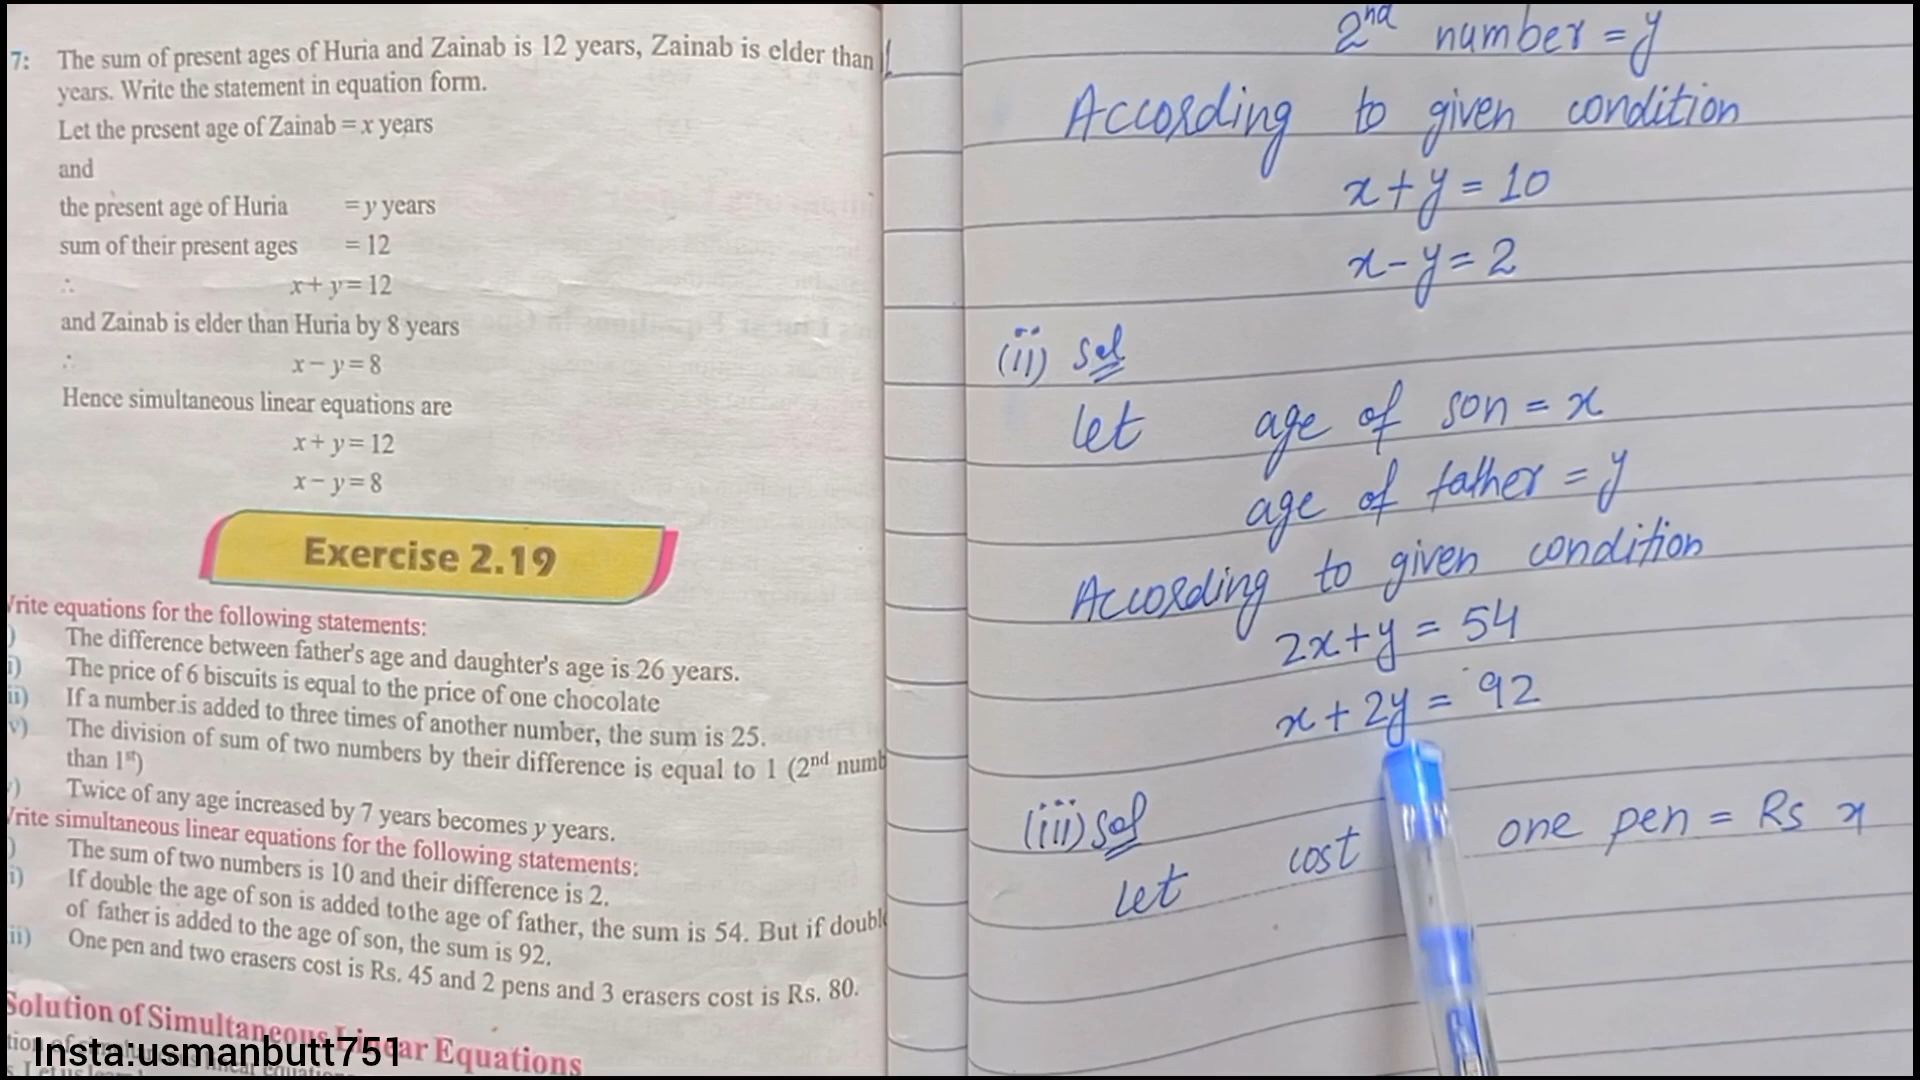 7: The sum of present ages of Huria and Zainab is 12 years, Zainab is elder than
years. Write the statement in equation form.
Let the present age of Zainab = x years
and
the present age of Huria = y years
sum of their present ages = 12
∴ x + y = 12
and Zainab is elder than Huria by 8 years
∴ x − y = 8
Hence simultaneous linear equations are
x + y = 12
x − y = 8
Exercise 2.19
rite equations for the following statements:
) The difference between father's age and daughter's age is 26 years.
i) The price of 6 biscuits is equal to the price of one chocolate
ii) If a number is added to three times of another number, the sum is 25.
v) The division of sum of two numbers by their difference is equal to 1 (2nd numb
than 1st)
) Twice of any age increased by 7 years becomes y years.
rite simultaneous linear equations for the following statements:
) The sum of two numbers is 10 and their difference is 2.
i) If double the age of son is added to the age of father, the sum is 54. But if doubl
of father is added to the age of son, the sum is 92.
ii) One pen and two erasers cost is Rs. 45 and 2 pens and 3 erasers cost is Rs. 80.
Solution of Simultaneous Linear Equations
Insta:usmanbutt751
2nd number = y
According to given condition
x + y = 10
x - y = 2
(ii) Sol
let age of son = x
age of father = y
According to given condition
2x + y = 54
x + 2y = 92
(iii) Sol
let cost one pen = Rs x